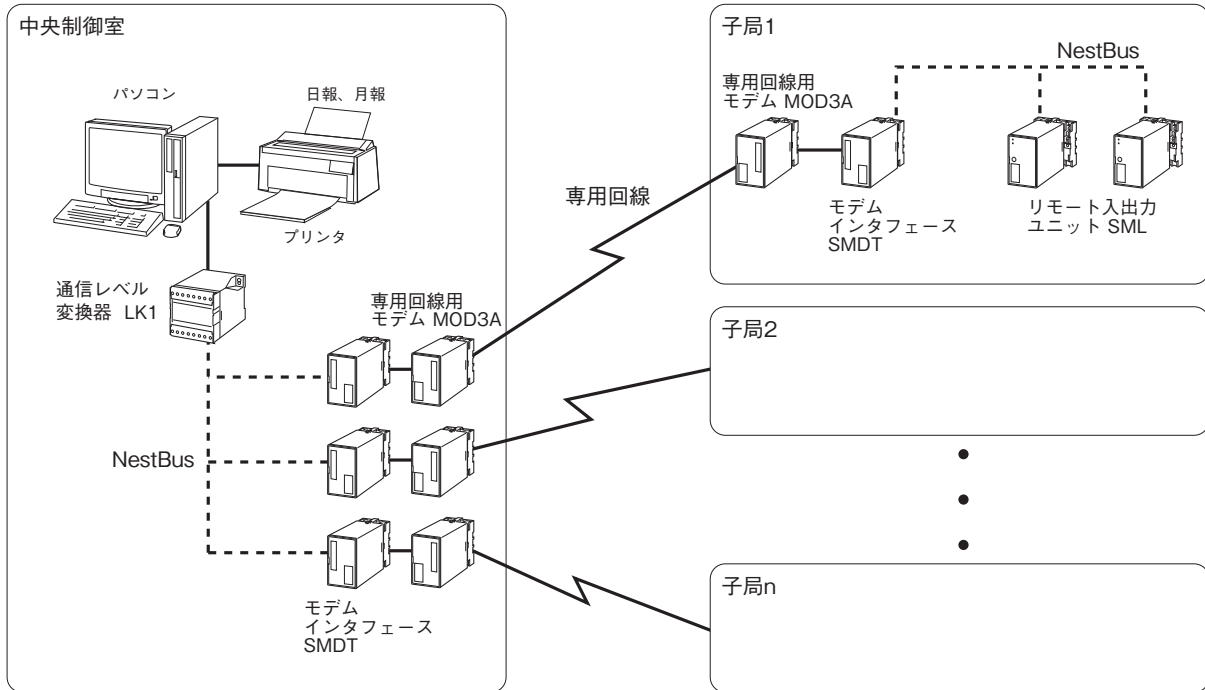 中央制御室
パソコン
日報、月報
プリンタ
通信レベル
変換器 LK1
専用回線用
モデム MOD3A
NestBus
モデム
インタフェース
SMDT
専用回線
子局1
NestBus
専用回線用
モデム MOD3A
モデム
インタフェース
SMDT
リモート入出力
ユニット SML
子局2
子局n